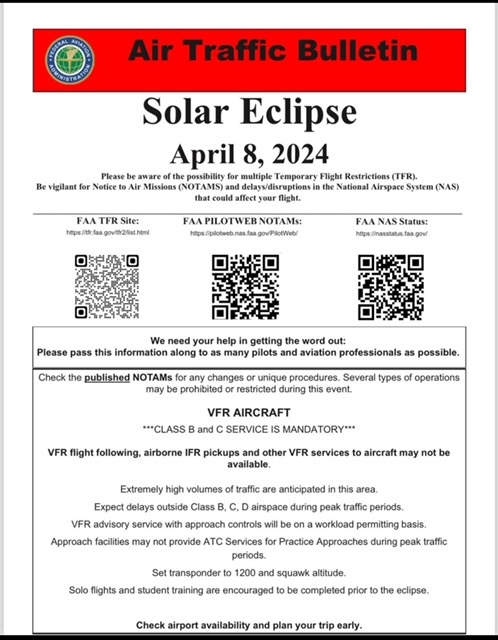 FEDERAL AVIATION
ADMINISTRATION
Air Traffic Bulletin
Solar Eclipse
April 8, 2024
Please be aware of the possibility for multiple Temporary Flight Restrictions (TFR).
Be vigilant for Notice to Air Missions (NOTAMS) and delays/disruptions in the National Airspace System (NAS)
that could affect your flight.
FAA TFR Site:
https://tfr.faa.gov/tfr2/list.html
FAA PILOTWEB NOTAMs:
https://pilotweb.nas.faa.gov/PilotWeb/
FAA NAS Status:
https://nasstatus.faa.gov/
We need your help in getting the word out:
Please pass this information along to as many pilots and aviation professionals as possible.
Check the published NOTAMs for any changes or unique procedures. Several types of operations
may be prohibited or restricted during this event.
VFR AIRCRAFT
***CLASS B and C SERVICE IS MANDATORY***
VFR flight following, airborne IFR pickups and other VFR services to aircraft may not be
available.
Extremely high volumes of traffic are anticipated in this area.
Expect delays outside Class B, C, D airspace during peak traffic periods.
VFR advisory service with approach controls will be on a workload permitting basis.
Approach facilities may not provide ATC Services for Practice Approaches during peak traffic
periods.
Set transponder to 1200 and squawk altitude.
Solo flights and student training are encouraged to be completed prior to the eclipse.
Check airport availability and plan your trip early.